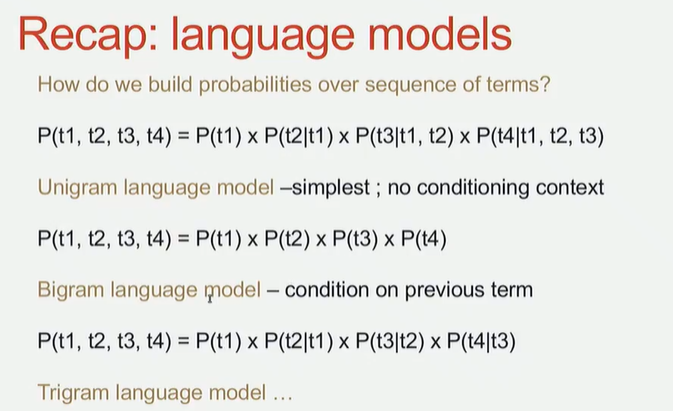 Recap: language models
How do we build probabilities over sequence of terms?
P(t1, t2, t3, t4) = P(t1) x P(t2|t1) x P(t3|t1, t2) x P(t4|t1, t2, t3)
Unigram language model –simplest ; no conditioning context
P(t1, t2, t3, t4) = P(t1) x P(t2) x P(t3) x P(t4)
Bigram language model – condition on previous term
P(t1, t2, t3, t4) = P(t1) x P(t2|t1) x P(t3|t2) x P(t4|t3)
Trigram language model …